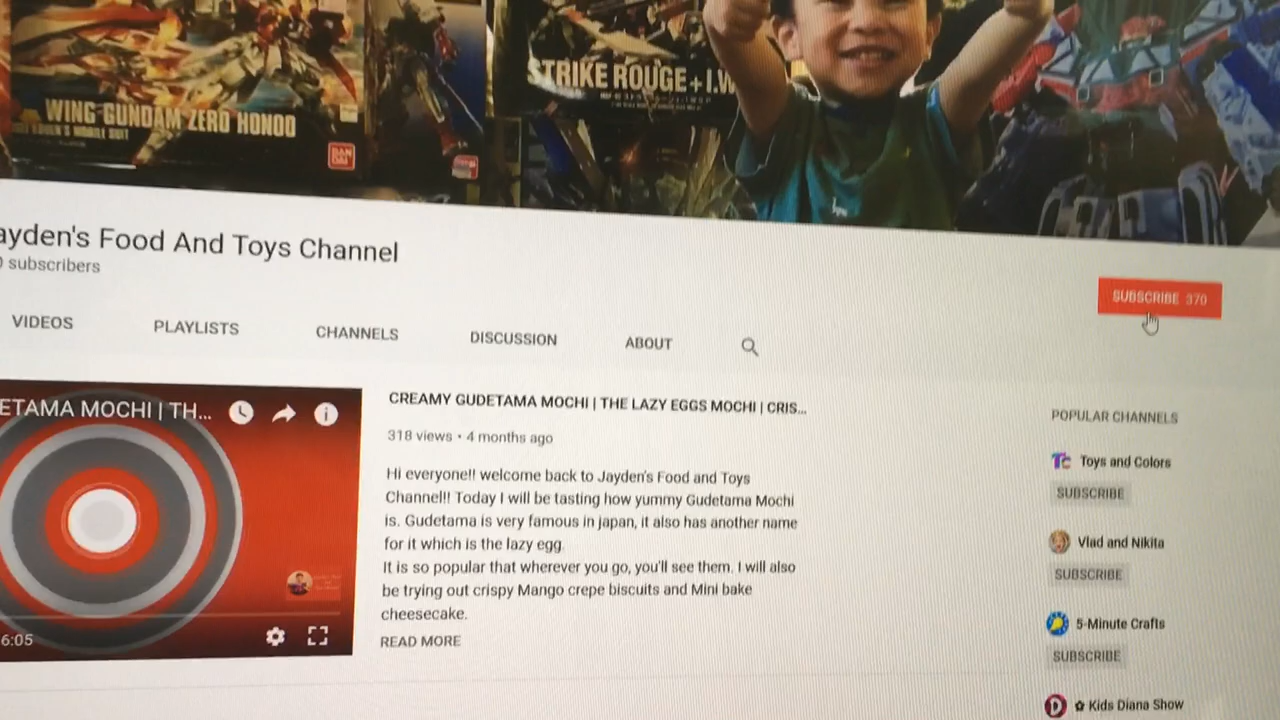 WING GUNDAM ZERO HONOO
BAN
DAI
STRIKE ROUGE + I.W
ayden's Food And Toys Channel
0 subscribers
SUBSCRIBE 370
VIDEOS
PLAYLISTS
CHANNELS
DISCUSSION
ABOUT
ETAMA MOCHI | TH...
6:05
CREAMY GUDETAMA MOCHI | THE LAZY EGGS MOCHI | CRIS...
318 views • 4 months ago
Hi everyone!! welcome back to Jayden's Food and Toys
Channel!! Today I will be tasting how yummy Gudetama Mochi
is. Gudetama is very famous in japan, it also has another name
for it which is the lazy egg.
It is so popular that wherever you go, you'll see them. I will also
be trying out crispy Mango crepe biscuits and Mini bake
cheesecake.
READ MORE
POPULAR CHANNELS
Tc Toys and Colors
SUBSCRIBE
Vlad and Nikita
SUBSCRIBE
5-Minute Crafts
SUBSCRIBE
D ✿ Kids Diana Show